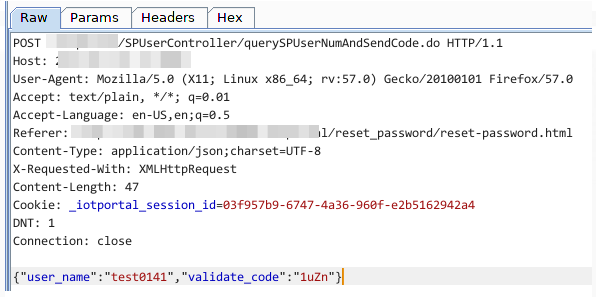 Raw Params Headers Hex
POST /SPUserController/querySPUserNumAndSendCode.do HTTP/1.1
Host:
User-Agent: Mozilla/5.0 (X11; Linux x86_64; rv:57.0) Gecko/20100101 Firefox/57.0
Accept: text/plain, */*; q=0.01
Accept-Language: en-US,en;q=0.5
Referer: /reset_password/reset-password.html
Content-Type: application/json;charset=UTF-8
X-Requested-With: XMLHttpRequest
Content-Length: 47
Cookie: _iotportal_session_id=03f957b9-6747-4a36-960f-e2b5162942a4
DNT: 1
Connection: close
{"user_name":"test0141","validate_code":"1uZn"}